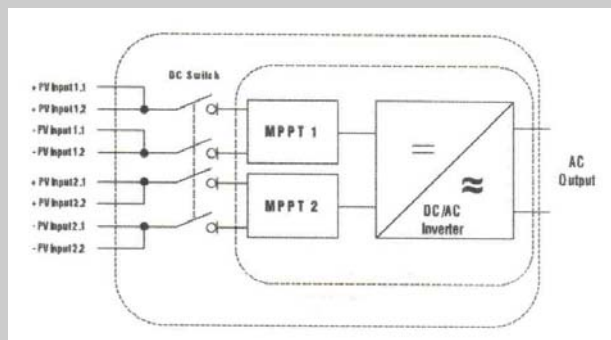 DC Switch
+ PV Input 1.1
+ PV Input 1.2
- PV Input 1.1
- PV Input 1.2
+ PV Input 2.1
+ PV Input 2.2
- PV Input 2.1
- PV Input 2.2
MPPT 1
MPPT 2
DC/AC
Inverter
AC
Output